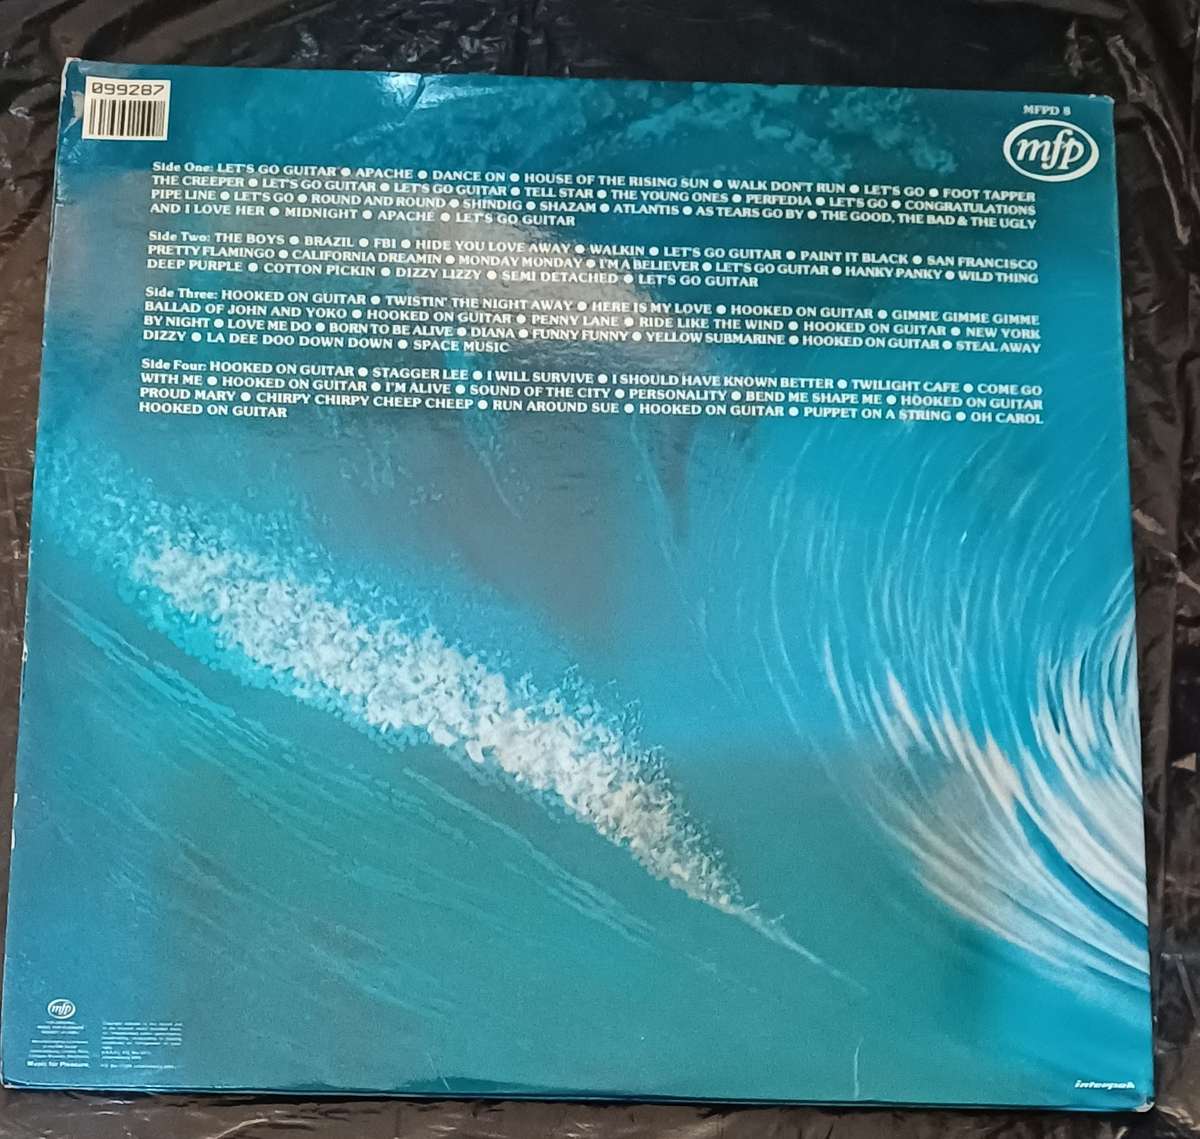 099287
MFPD 8
mfp
Side One: LET'S GO GUITAR ● APACHE ● DANCE ON ● HOUSE OF THE RISING SUN ● WALK DON'T RUN ● LET'S GO ● FOOT TAPPER
THE CREEPER ● LET'S GO GUITAR ● LET'S GO GUITAR ● TELL STAR ● THE YOUNG ONES ● PERFEDIA ● LET'S GO ● CONGRATULATIONS
PIPE LINE ● LET'S GO ● ROUND AND ROUND ● SHINDIG ● SHAZAM ● ATLANTIS ● AS TEARS GO BY ● THE GOOD, THE BAD & THE UGLY
AND I LOVE HER ● MIDNIGHT ● APACHE ● LET'S GO GUITAR
Side Two: THE BOYS ● BRAZIL ● FBI ● HIDE YOU LOVE AWAY ● WALKIN ● LET'S GO GUITAR ● PAINT IT BLACK ● SAN FRANCISCO
PRETTY FLAMINGO ● CALIFORNIA DREAMIN ● MONDAY MONDAY ● I'M A BELIEVER ● LET'S GO GUITAR ● HANKY PANKY ● WILD THING
DEEP PURPLE ● COTTON PICKIN ● DIZZY LIZZY ● SEMI DETACHED ● LET'S GO GUITAR
Side Three: HOOKED ON GUITAR ● TWISTIN' THE NIGHT AWAY ● HERE IS MY LOVE ● HOOKED ON GUITAR ● GIMME GIMME GIMME
BALLAD OF JOHN AND YOKO ● HOOKED ON GUITAR ● PENNY LANE ● RIDE LIKE THE WIND ● HOOKED ON GUITAR ● NEW YORK
BY NIGHT ● LOVE ME DO ● BORN TO BE ALIVE ● DIANA ● FUNNY FUNNY ● YELLOW SUBMARINE ● HOOKED ON GUITAR ● STEAL AWAY
DIZZY ● LA DEE DOO DOWN DOWN ● SPACE MUSIC
Side Four: HOOKED ON GUITAR ● STAGGER LEE ● I WILL SURVIVE ● I SHOULD HAVE KNOWN BETTER ● TWILIGHT CAFE ● COME GO
WITH ME ● HOOKED ON GUITAR ● I'M ALIVE ● SOUND OF THE CITY ● PERSONALITY ● BEND ME SHAPE ME ● HOOKED ON GUITAR
PROUD MARY ● CHIRPY CHIRPY CHEEP CHEEP ● RUN AROUND SUE ● HOOKED ON GUITAR ● PUPPET ON A STRING ● OH CAROL
HOOKED ON GUITAR
mfp
Music for Pleasure
interpak